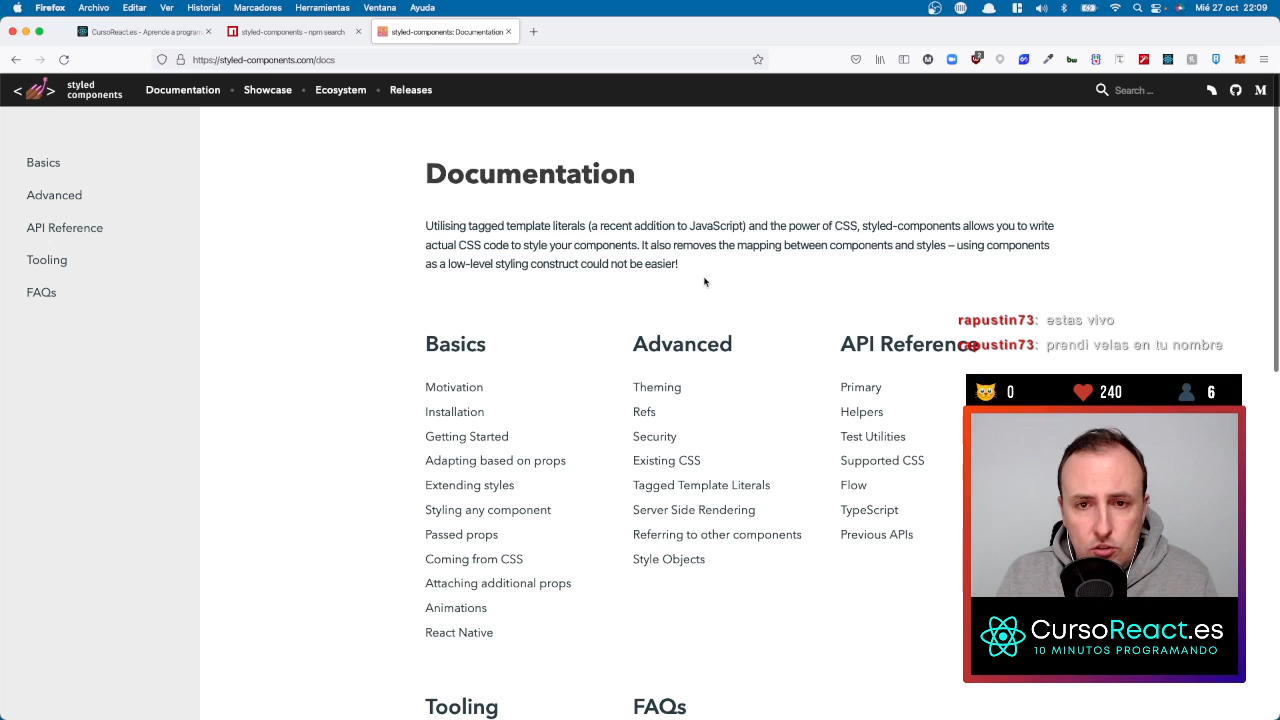 Firefox Archivo Editar Ver Historial Marcadores Herramientas Ventana Ayuda
Mié 27 oct 22:09
CursoReact.es - Aprende a program
styled-components - npm search
styled-components: Documentation
https://styled-components.com/docs
styled components
Documentation • Showcase • Ecosystem • Releases
Search ...
Basics
Advanced
API Reference
Tooling
FAQs
Documentation
Utilising tagged template literals (a recent addition to JavaScript) and the power of CSS, styled-components allows you to write
actual CSS code to style your components. It also removes the mapping between components and styles – using components
as a low-level styling construct could not be easier!
Basics
Motivation
Installation
Getting Started
Adapting based on props
Extending styles
Styling any component
Passed props
Coming from CSS
Attaching additional props
Animations
React Native
Advanced
Theming
Refs
Security
Existing CSS
Tagged Template Literals
Server Side Rendering
Referring to other components
Style Objects
API Reference
Primary
Helpers
Test Utilities
Supported CSS
Flow
TypeScript
Previous APIs
Tooling
FAQs
rapustin73: estas vivo
rapustin73: prendi velas en tu nombre
0 240 6
CursoReact.es
10 MINUTOS PROGRAMANDO